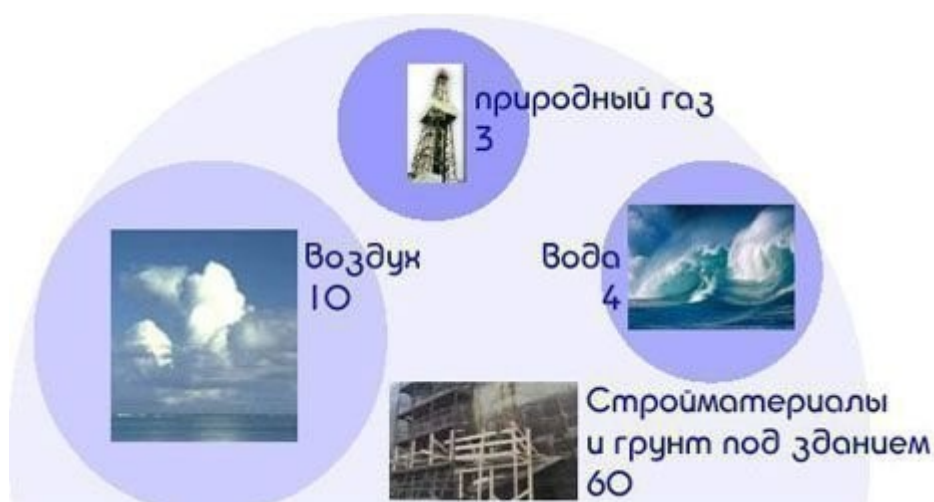 природный газ
3
воздух
10
вода
4
Стройматериалы
и грунт под зданием
60